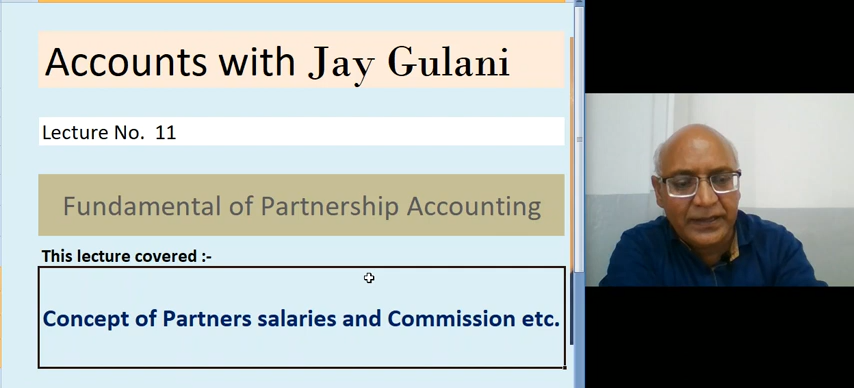 Accounts with Jay Gulani
Lecture No. 11
Fundamental of Partnership Accounting
This lecture covered :-
Concept of Partners salaries and Commission etc.